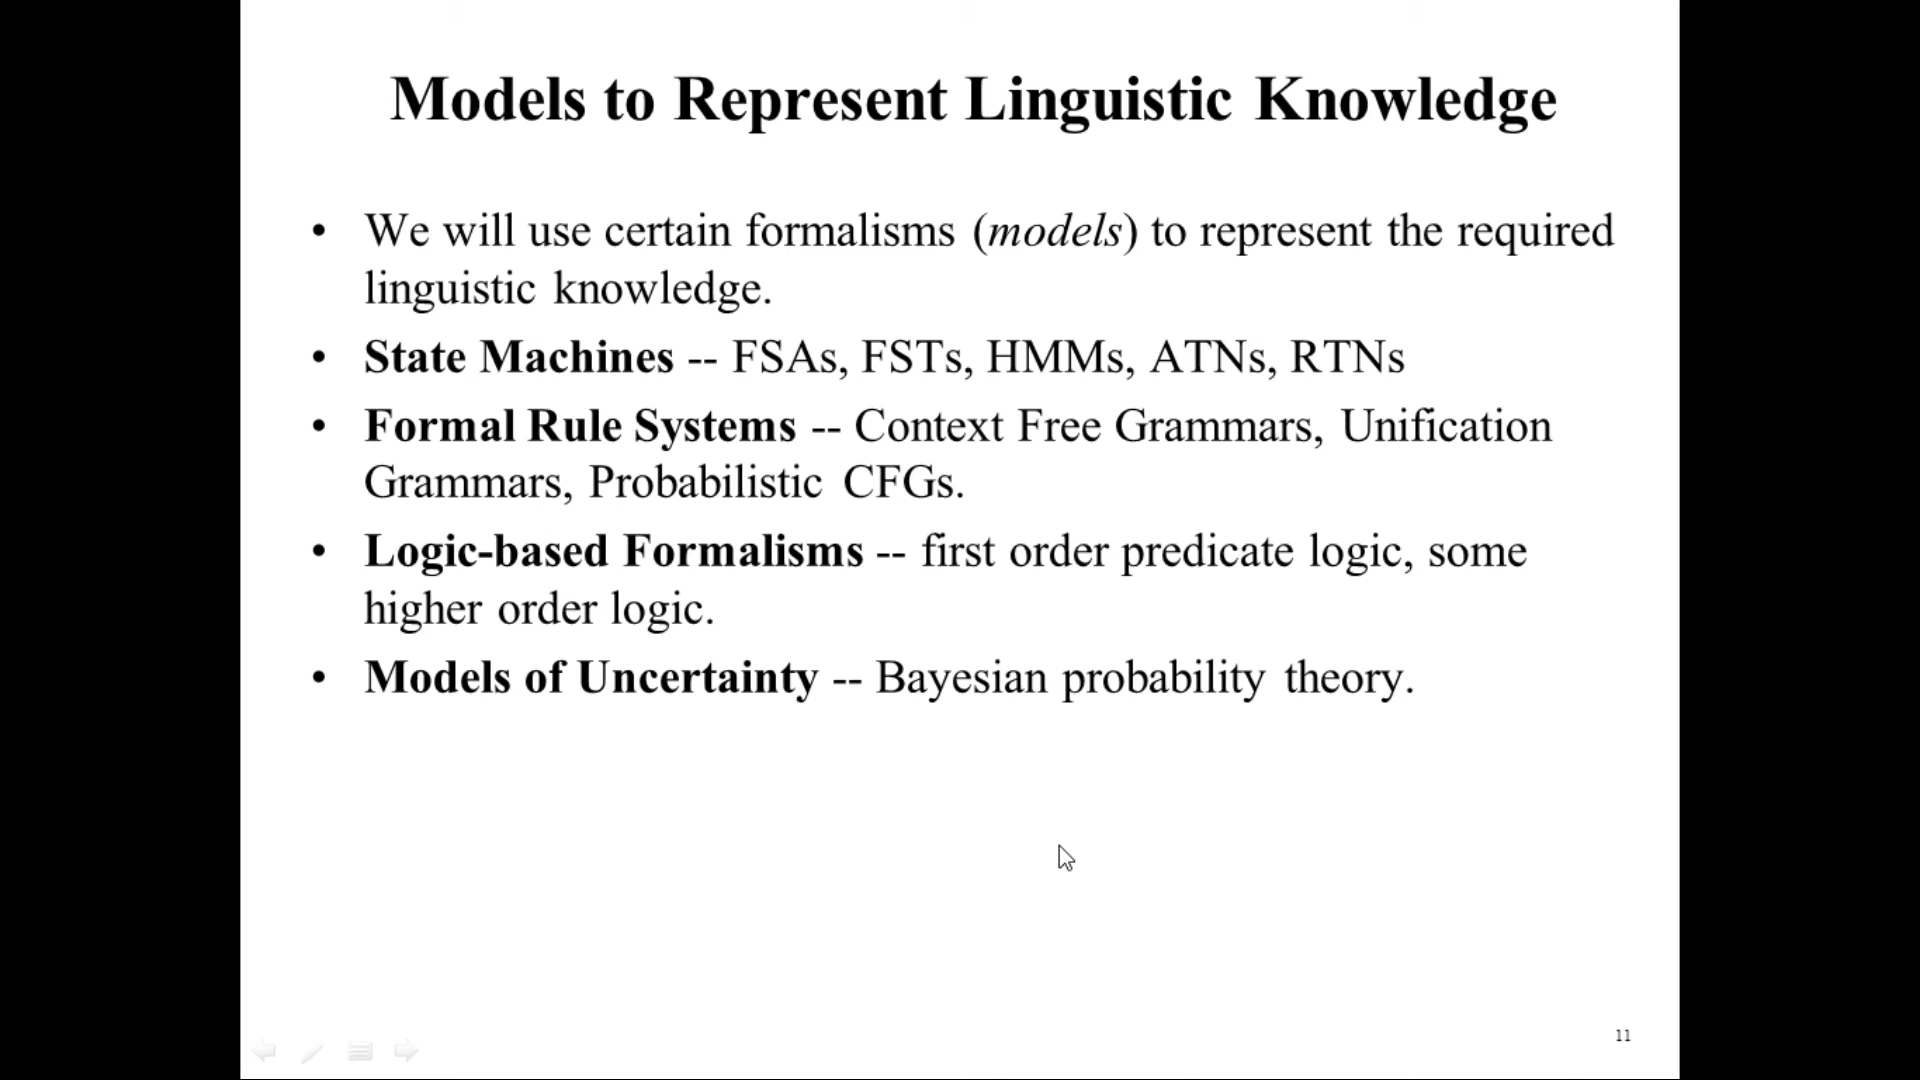 Models to Represent Linguistic Knowledge
• We will use certain formalisms (models) to represent the required
linguistic knowledge.
• State Machines -- FSAs, FSTs, HMMs, ATNs, RTNs
• Formal Rule Systems -- Context Free Grammars, Unification
Grammars, Probabilistic CFGs.
• Logic-based Formalisms -- first order predicate logic, some
higher order logic.
• Models of Uncertainty -- Bayesian probability theory.
11